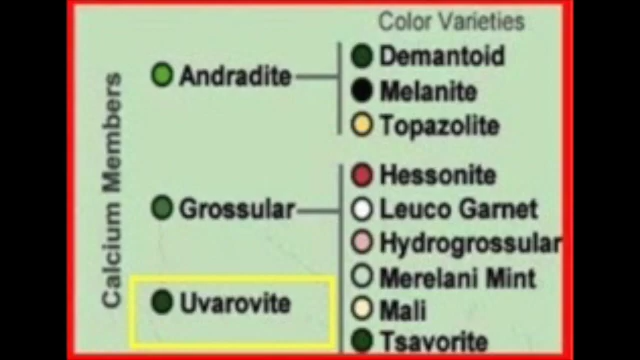 Color Varieties
Calcium Members
Andradite
Demantoid
Melanite
Topazolite
Grossular
Hessonite
Leuco Garnet
Hydrogrossular
Merelani Mint
Mali
Tsavorite
Uvarovite